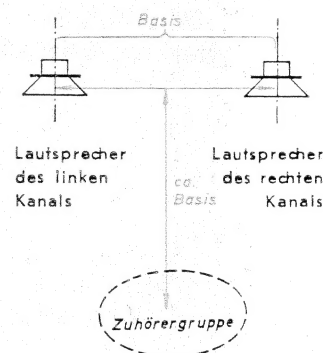 Basis
Lautsprecher
des linken
Kanals
Lautsprecher
des rechten
Kanals
ca.
Basis
Zuhörergruppe